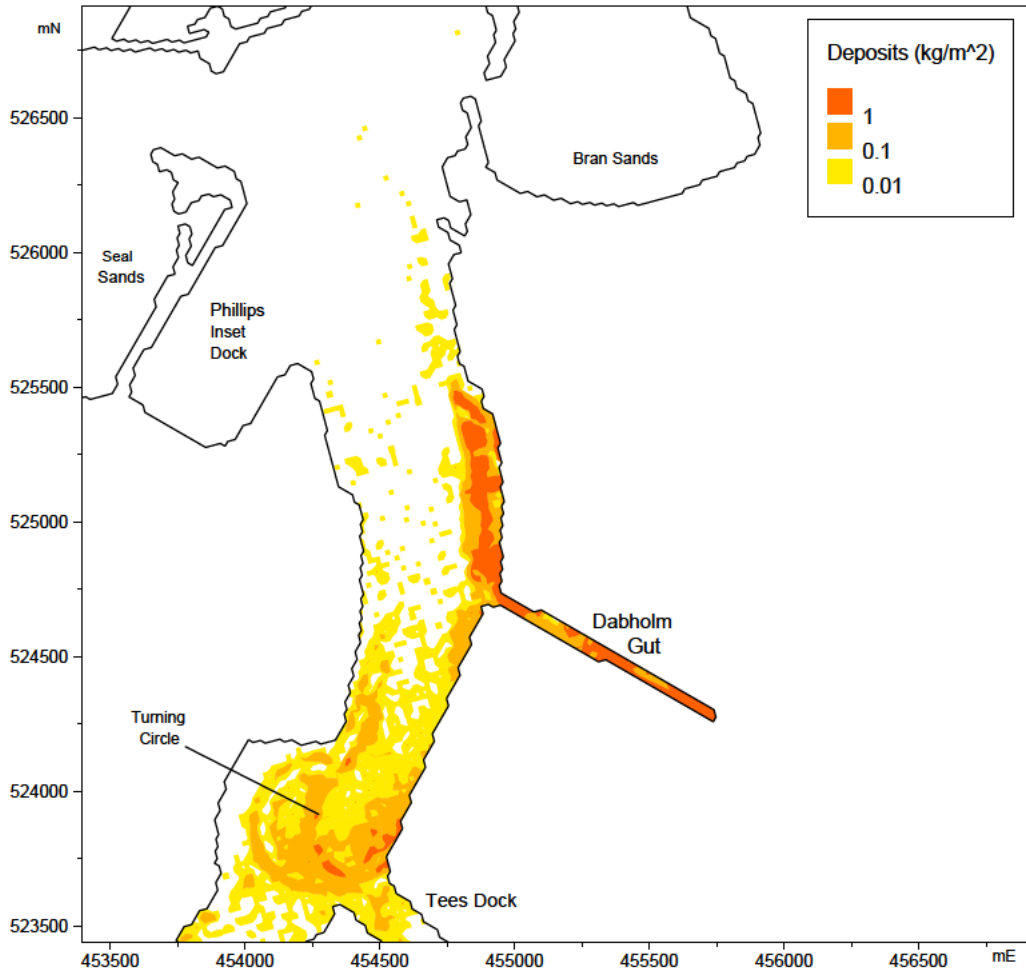 mN
Deposits (kg/m^2)
1
0.1
0.01
526500
526000
525500
525000
524500
524000
523500
Bran Sands
Seal
Sands
Phillips
Inset
Dock
Dabholm
Gut
Turning
Circle
Tees Dock
453500
454000
454500
455000
455500
456000
456500
mE